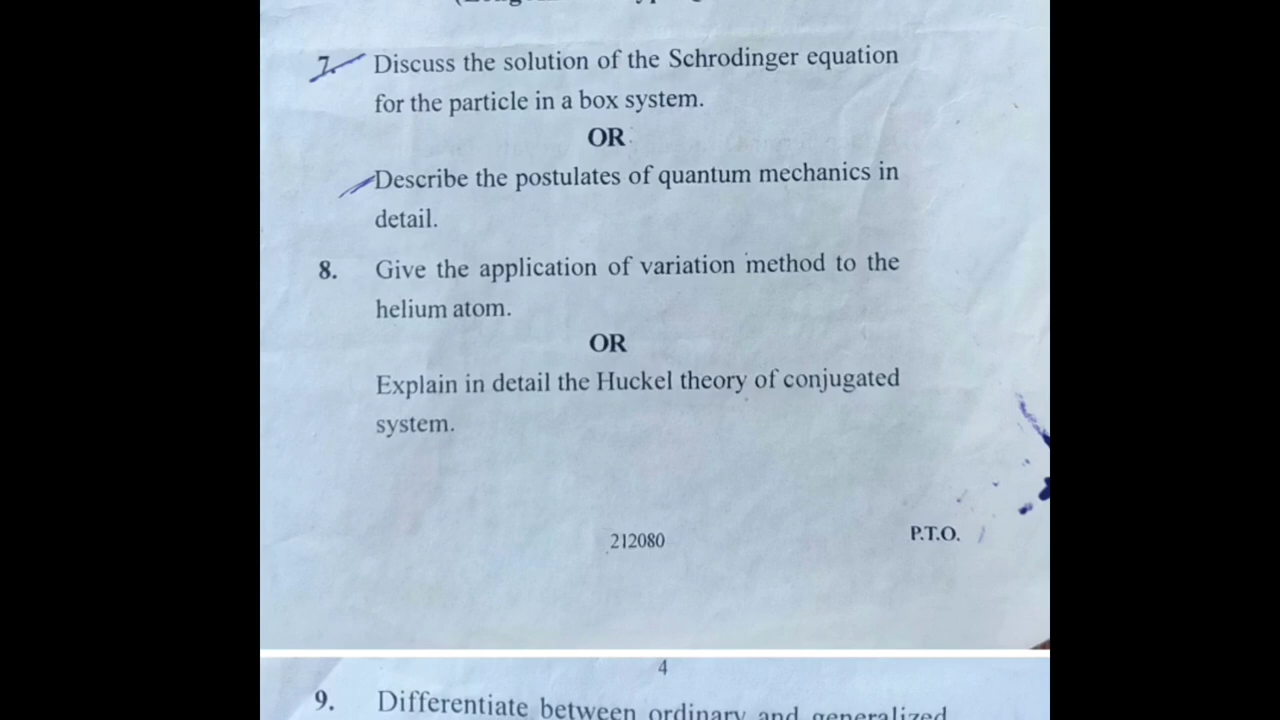 7. Discuss the solution of the Schrodinger equation
for the particle in a box system.
OR
Describe the postulates of quantum mechanics in
detail.
8. Give the application of variation method to the
helium atom.
OR
Explain in detail the Huckel theory of conjugated
system.
212080
P.T.O.
4
9. Differentiate between ordinary and generalized